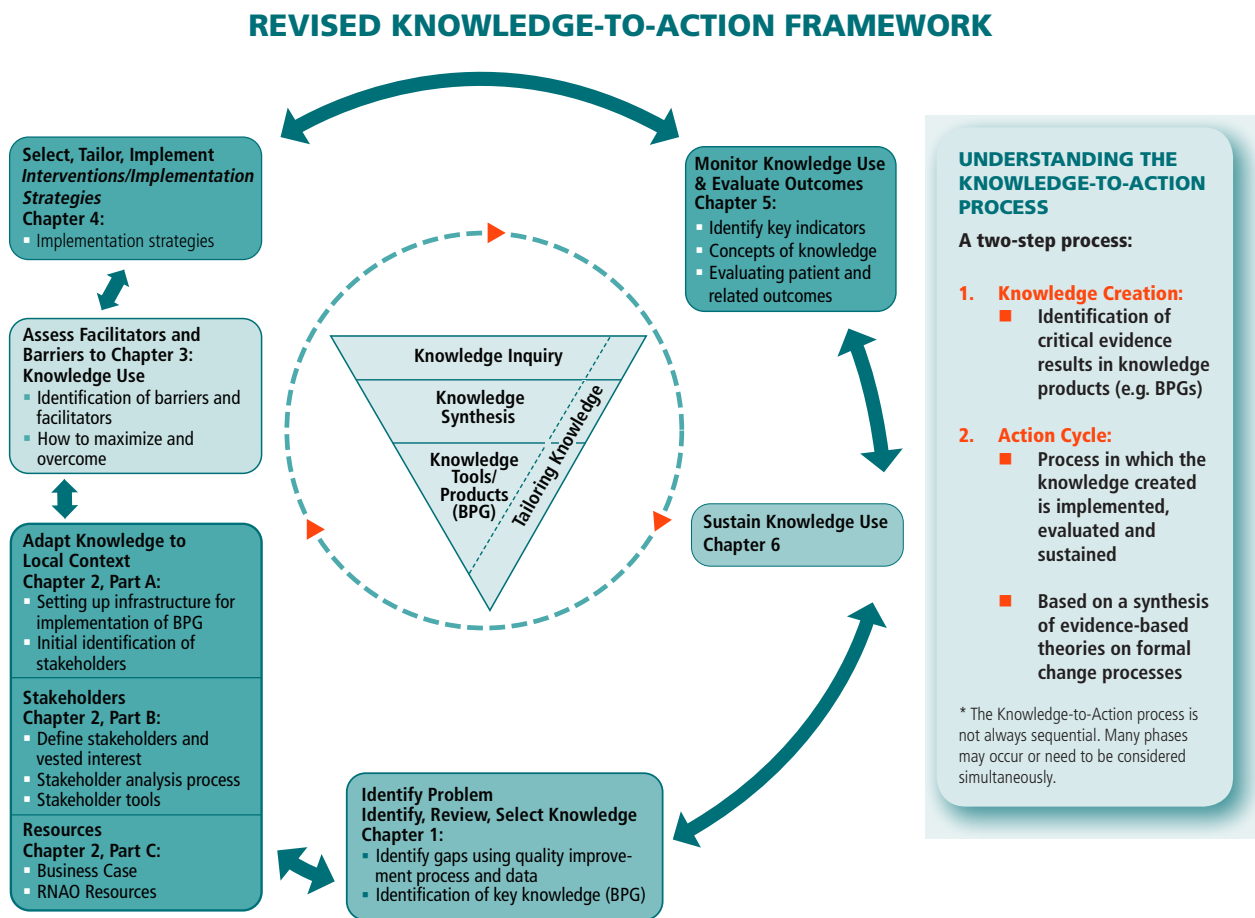 REVISED KNOWLEDGE-TO-ACTION FRAMEWORK
Select, Tailor, Implement
Interventions/Implementation
Strategies
Chapter 4:
▪ Implementation strategies
Assess Facilitators and
Barriers to Chapter 3:
Knowledge Use
▪ Identification of barriers and
facilitators
▪ How to maximize and
overcome
Adapt Knowledge to
Local Context
Chapter 2, Part A:
▪ Setting up infrastructure for
implementation of BPG
▪ Initial identification of
stakeholders
Stakeholders
Chapter 2, Part B:
▪ Define stakeholders and
vested interest
▪ Stakeholder analysis process
▪ Stakeholder tools
Resources
Chapter 2, Part C:
▪ Business Case
▪ RNAO Resources
Identify Problem
Identify, Review, Select Knowledge
Chapter 1:
▪ Identify gaps using quality improve-
ment process and data
▪ Identification of key knowledge (BPG)
Knowledge Inquiry
Knowledge
Synthesis
Knowledge
Tools/
Products
(BPG)
Tailoring Knowledge
Monitor Knowledge Use
& Evaluate Outcomes
Chapter 5:
▪ Identify key indicators
▪ Concepts of knowledge
▪ Evaluating patient and
related outcomes
Sustain Knowledge Use
Chapter 6
UNDERSTANDING THE
KNOWLEDGE-TO-ACTION
PROCESS
A two-step process:
1. Knowledge Creation:
■ Identification of
critical evidence
results in knowledge
products (e.g. BPGs)
2. Action Cycle:
■ Process in which the
knowledge created
is implemented,
evaluated and
sustained
■ Based on a synthesis
of evidence-based
theories on formal
change processes
* The Knowledge-to-Action process is
not always sequential. Many phases
may occur or need to be considered
simultaneously.